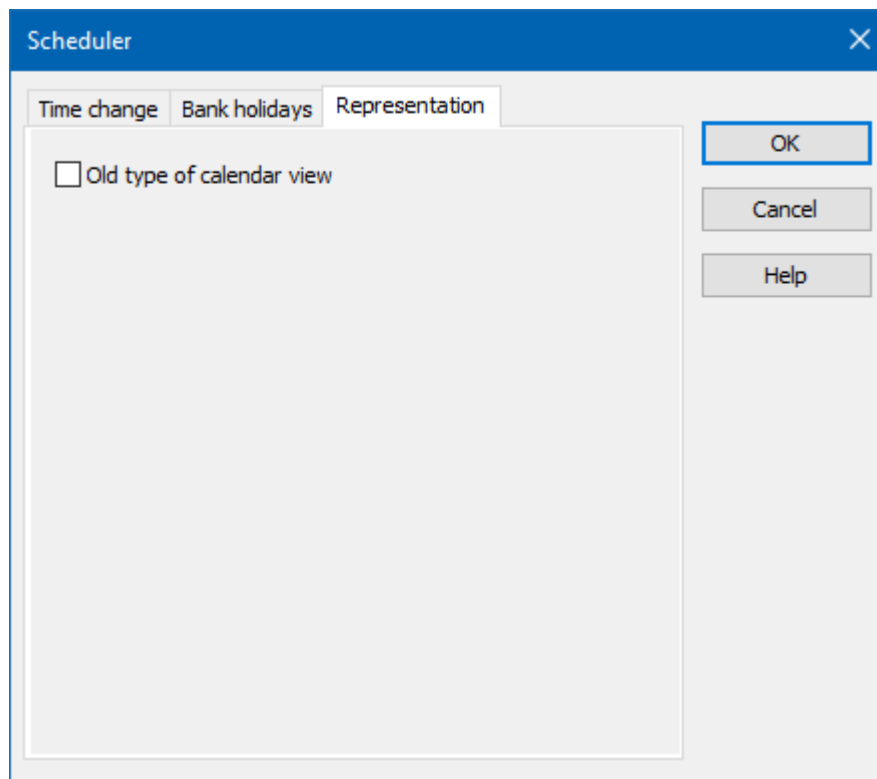 Scheduler
Time change Bank holidays Representation
OK
Old type of calendar view
Cancel
Help